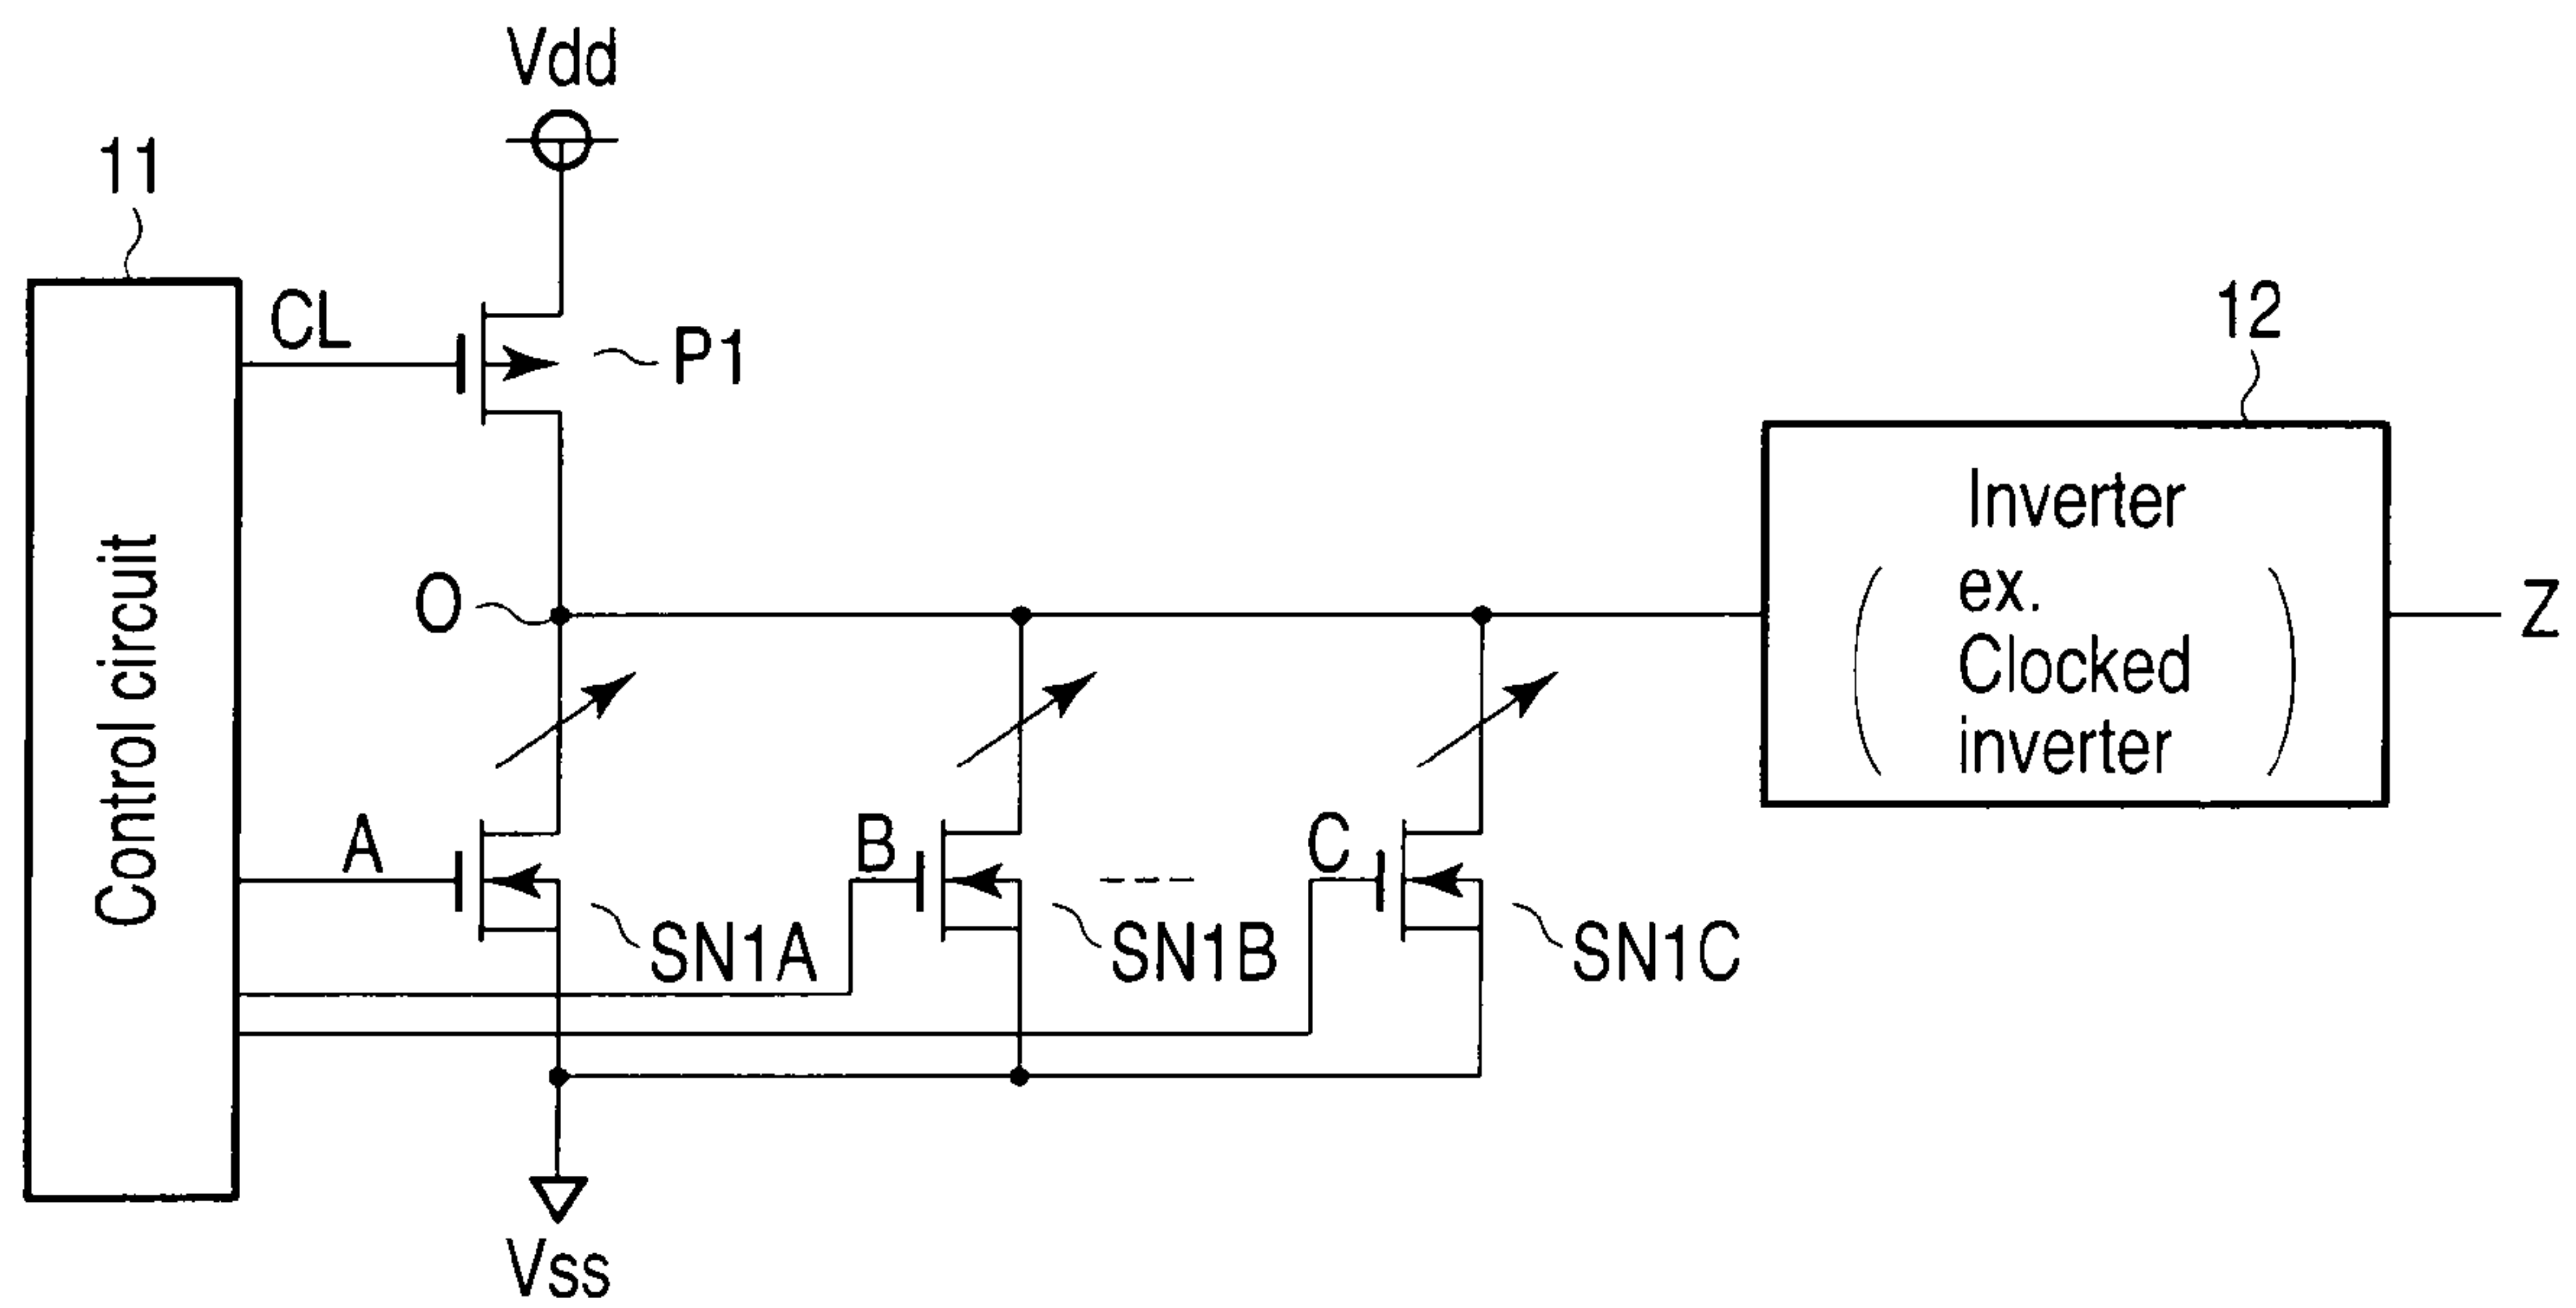 Vdd
11
CL
P1
12
Inverter
( ex.
Clocked
inverter )
Control circuit
O
Z
A
B
C
SN1A
SN1B
SN1C
Vss